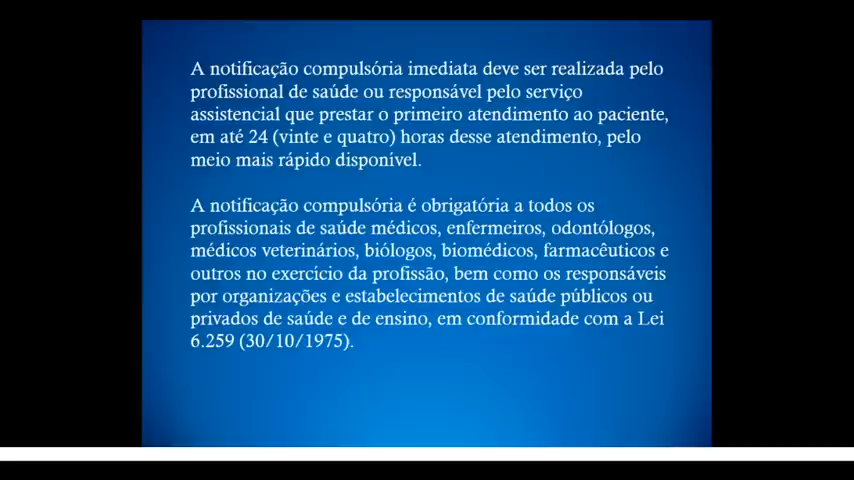 A notificação compulsória imediata deve ser realizada pelo
profissional de saúde ou responsável pelo serviço
assistencial que prestar o primeiro atendimento ao paciente,
em até 24 (vinte e quatro) horas desse atendimento, pelo
meio mais rápido disponível.
A notificação compulsória é obrigatória a todos os
profissionais de saúde médicos, enfermeiros, odontólogos,
médicos veterinários, biólogos, biomédicos, farmacêuticos e
outros no exercício da profissão, bem como os responsáveis
por organizações e estabelecimentos de saúde públicos ou
privados de saúde e de ensino, em conformidade com a Lei
6.259 (30/10/1975).